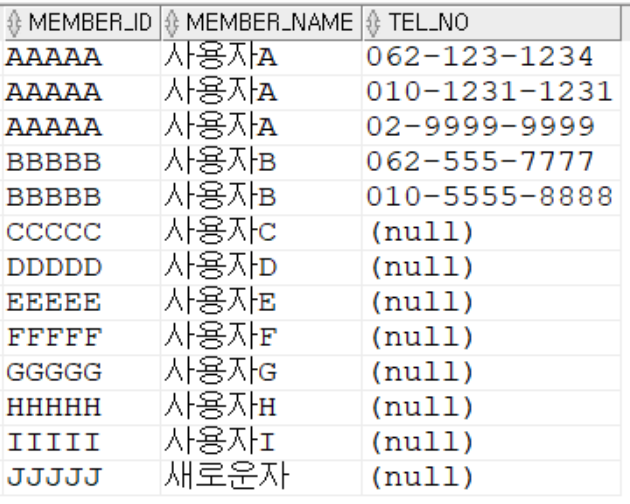 MEMBER_ID MEMBER_NAME TEL_NO
AAAAA 사용자A 062-123-1234
AAAAA 사용자A 010-1231-1231
AAAAA 사용자A 02-9999-9999
BBBBB 사용자B 062-555-7777
BBBBB 사용자B 010-5555-8888
CCCCC 사용자C (null)
DDDDD 사용자D (null)
EEEEE 사용자E (null)
FFFFF 사용자F (null)
GGGGG 사용자G (null)
HHHHH 사용자H (null)
IIIII 사용자I (null)
JJJJJ 새로운자 (null)